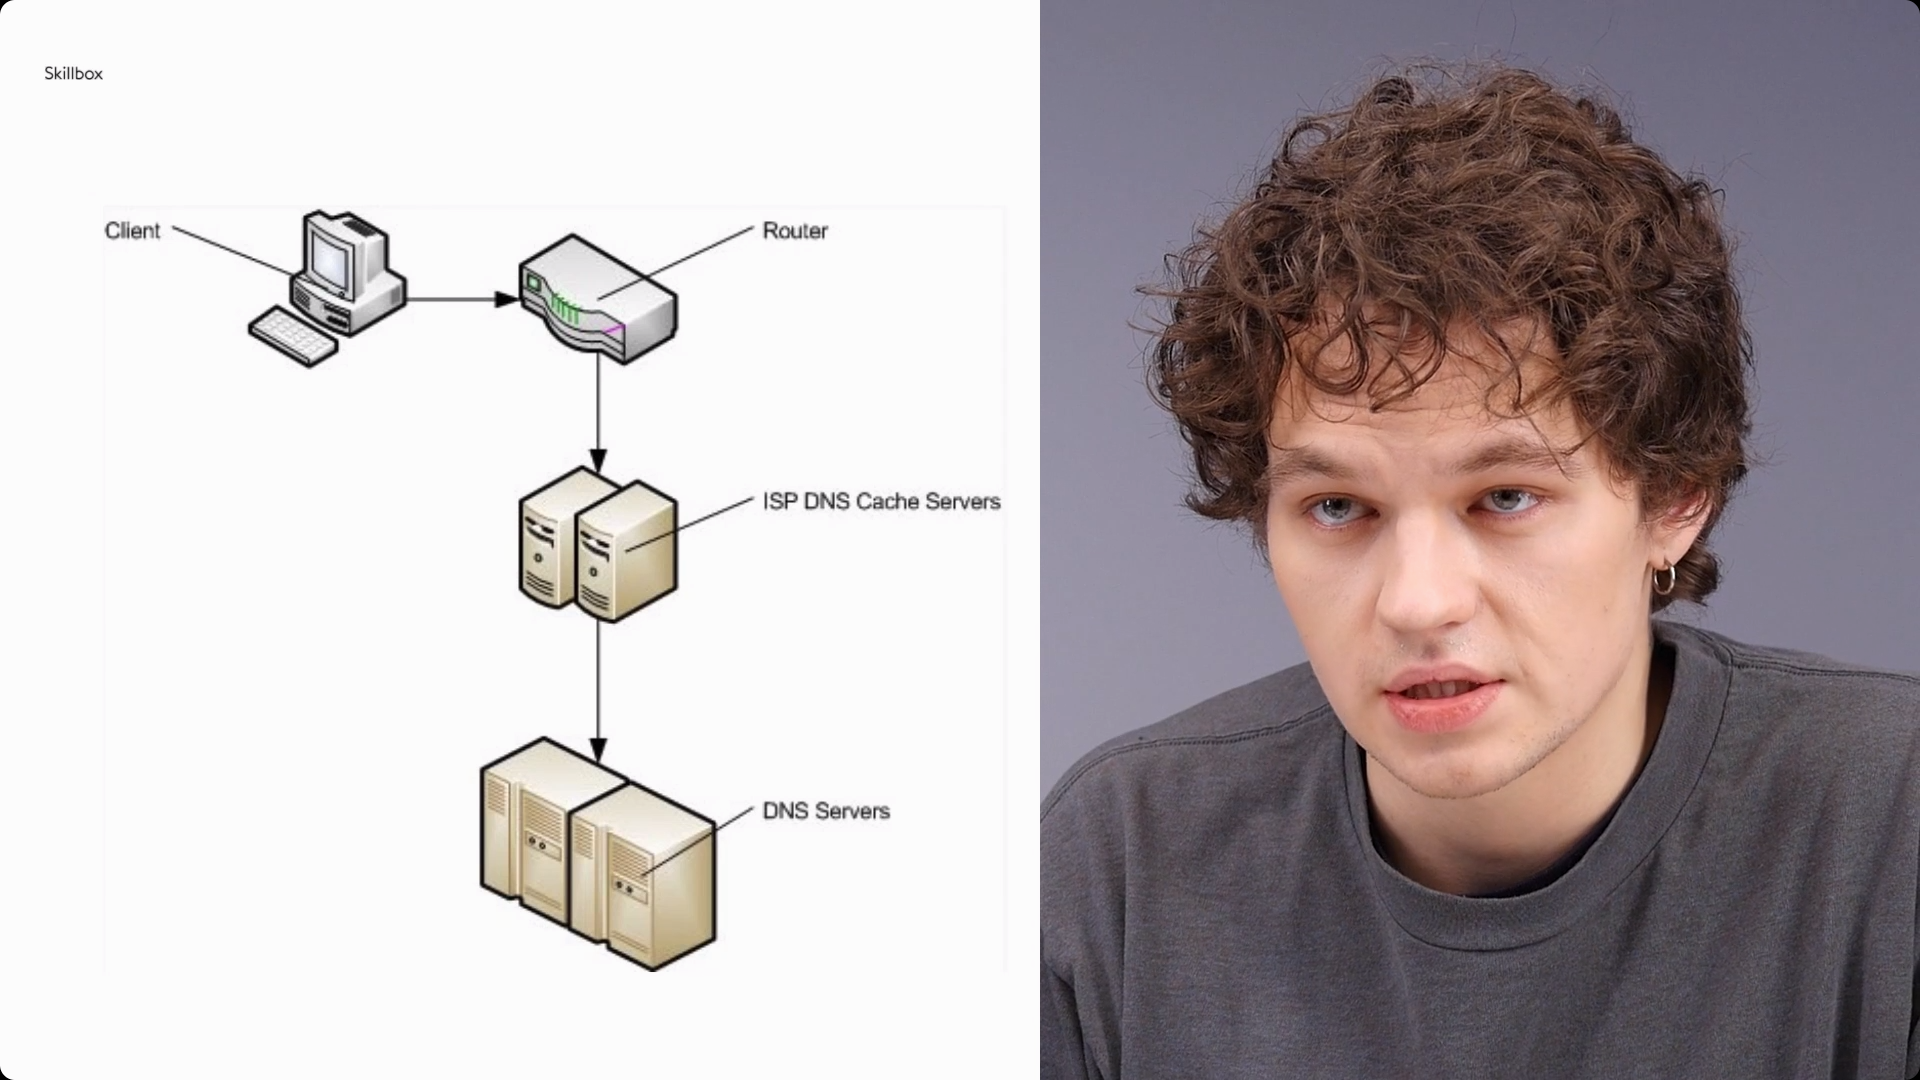 Skillbox
Client
Router
ISP DNS Cache Servers
DNS Servers